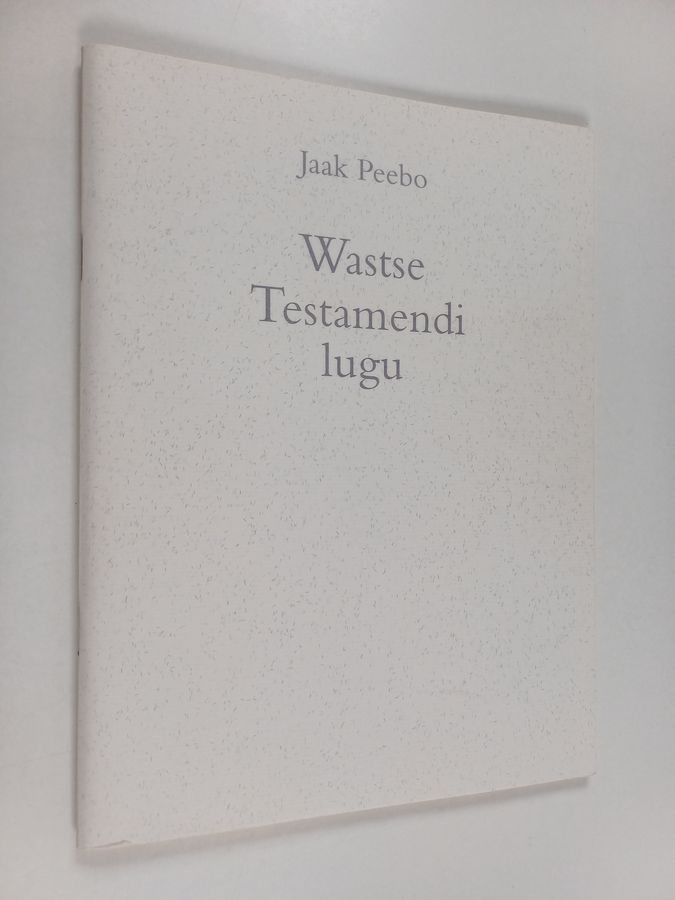 Jaak Peebo
Wastse
Testamendi
lugu